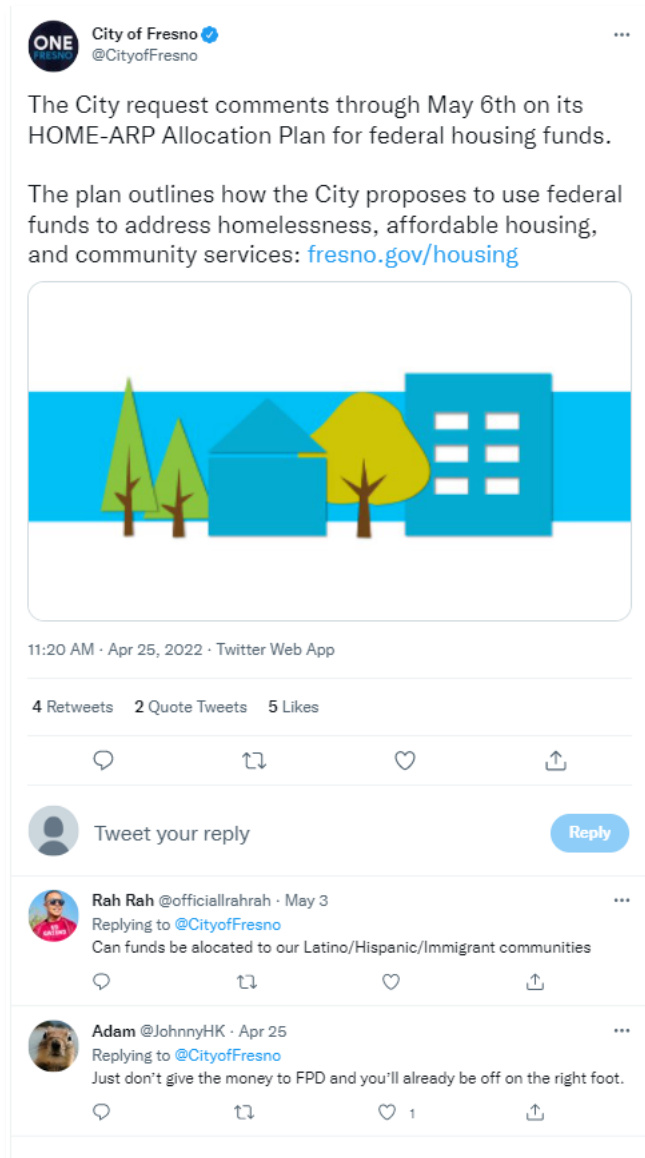 ONE
FRESNO
City of Fresno
@CityofFresno
The City request comments through May 6th on its
HOME-ARP Allocation Plan for federal housing funds.
The plan outlines how the City proposes to use federal
funds to address homelessness, affordable housing,
and community services: fresno.gov/housing
11:20 AM · Apr 25, 2022 · Twitter Web App
4 Retweets 2 Quote Tweets 5 Likes
Tweet your reply
Reply
Rah Rah @officiallrahrah · May 3
Replying to @CityofFresno
Can funds be alocated to our Latino/Hispanic/Immigrant communities
Adam @JohnnyHK · Apr 25
Replying to @CityofFresno
Just don't give the money to FPD and you'll already be off on the right foot.
1